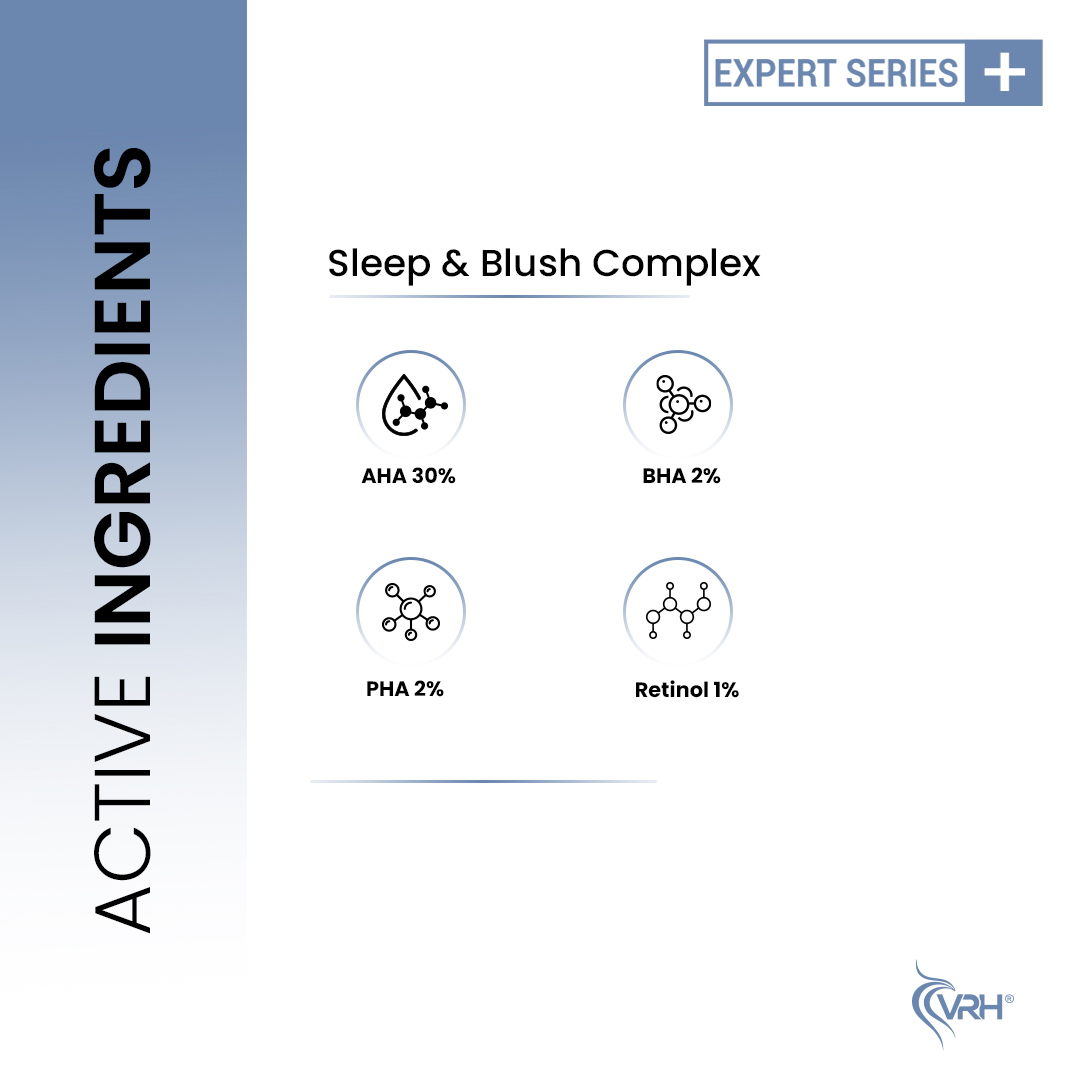 ACTIVE INGREDIENTS
EXPERT SERIES +
Sleep & Blush Complex
AHA 30%
BHA 2%
PHA 2%
Retinol 1%
VRH®